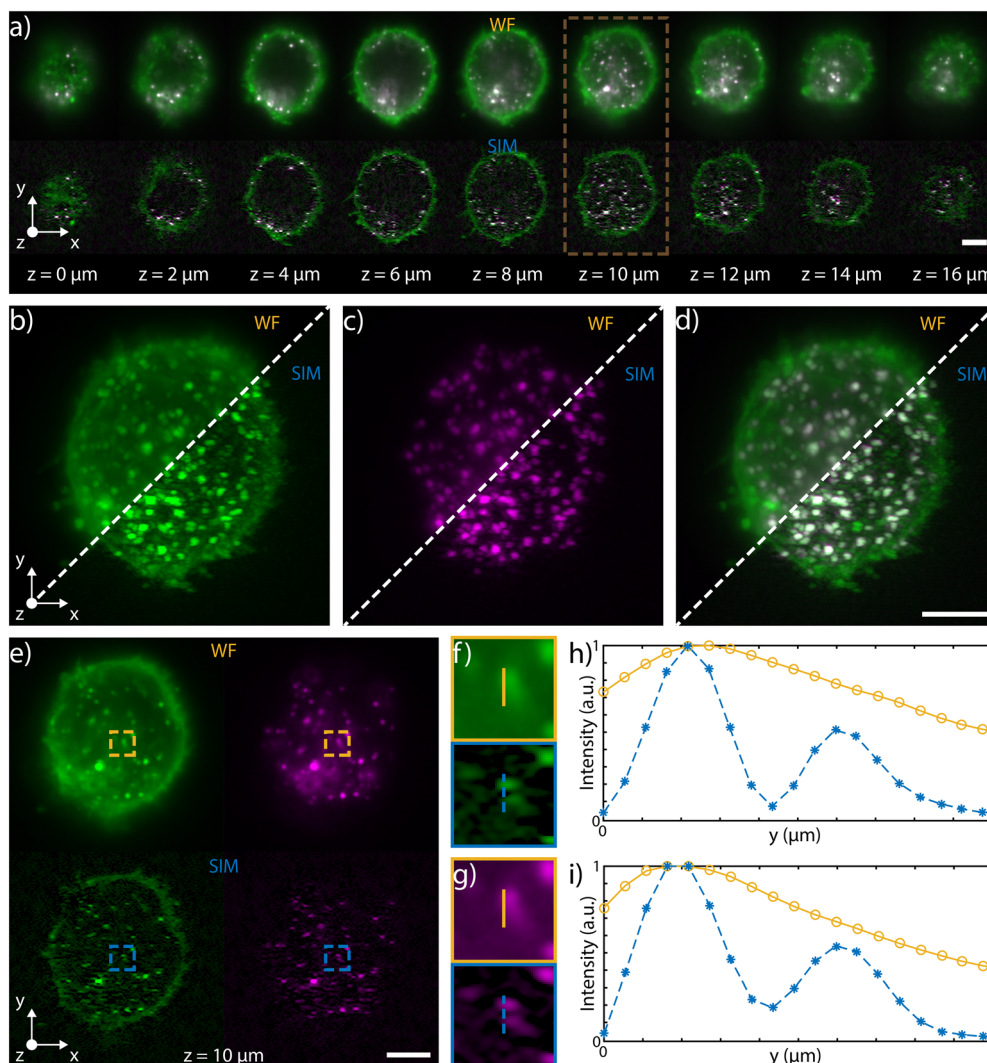 a)
WF
SIM
y
z
x
z = 0 µm
z = 2 µm
z = 4 µm
z = 6 µm
z = 8 µm
z = 10 µm
z = 12 µm
z = 14 µm
z = 16 µm
b)
WF
SIM
y
z
x
c)
WF
SIM
d)
WF
SIM
e)
WF
SIM
y
z
x
z = 10 µm
f)
g)
h)
1
Intensity (a.u.)
0
0
y (µm)
i)
1
Intensity (a.u.)
0
0
y (µm)